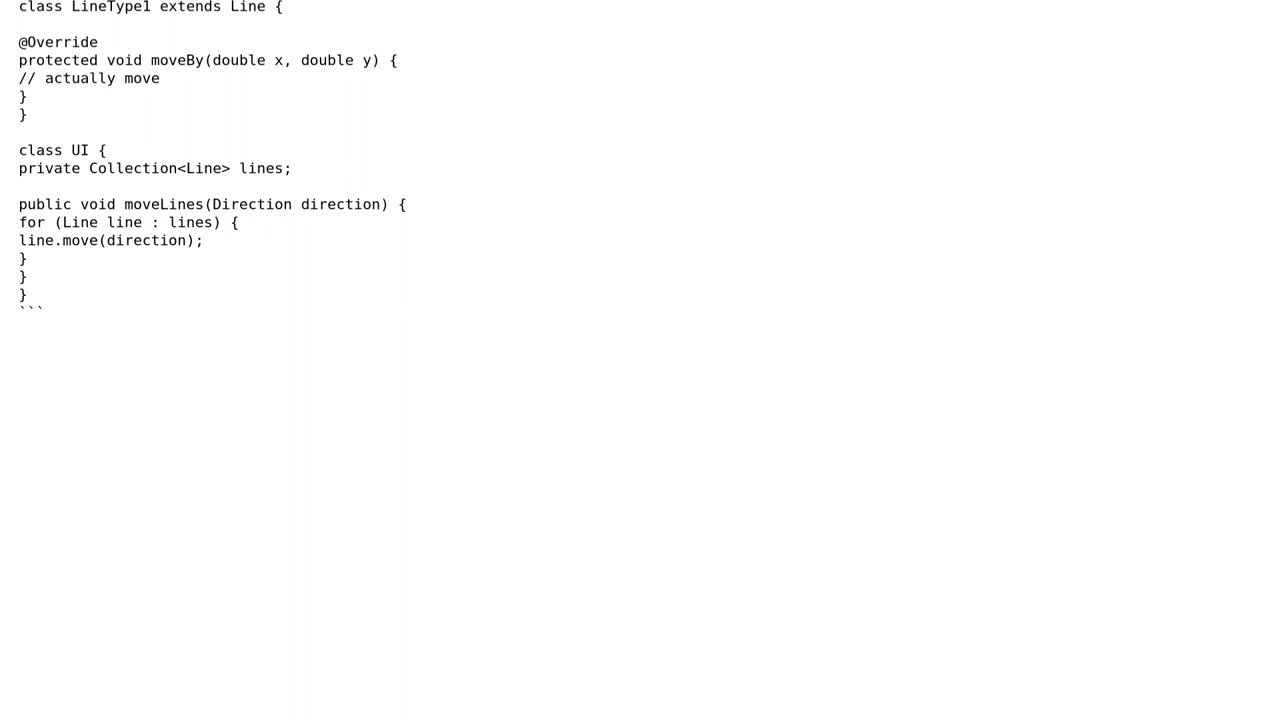 class LineType1 extends Line {

@Override
protected void moveBy(double x, double y) {
// actually move
}
}

class UI {
private Collection<Line> lines;

public void moveLines(Direction direction) {
for (Line line : lines) {
line.move(direction);
}
}
}
```